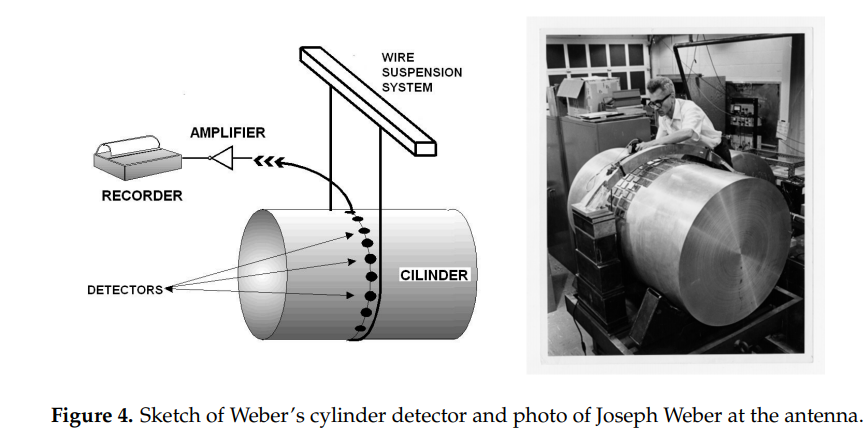 WIRE
SUSPENSION
SYSTEM
AMPLIFIER
RECORDER
DETECTORS
CILINDER
Figure 4. Sketch of Weber’s cylinder detector and photo of Joseph Weber at the antenna.